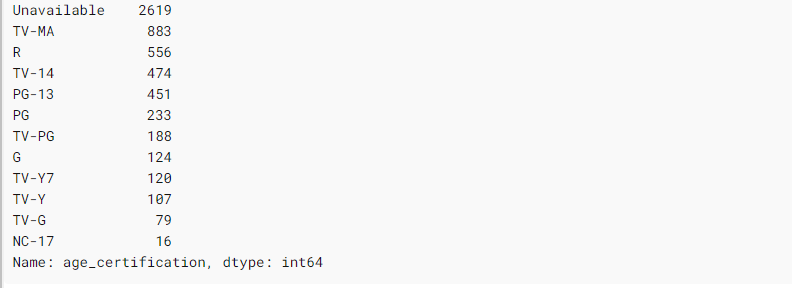 Unavailable    2619
TV-MA           883
R               556
TV-14           474
PG-13           451
PG              233
TV-PG           188
G               124
TV-Y7           120
TV-Y            107
TV-G             79
NC-17            16
Name: age_certification, dtype: int64